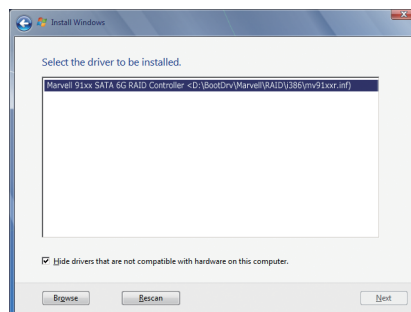 Install Windows
Select the driver to be installed.
Marvell 91xx SATA 6G RAID Controller <D:\BootDrv\Marvell\RAID\i386\mv91xxr.inf)
Hide drivers that are not compatible with hardware on this computer.
Browse
Rescan
Next